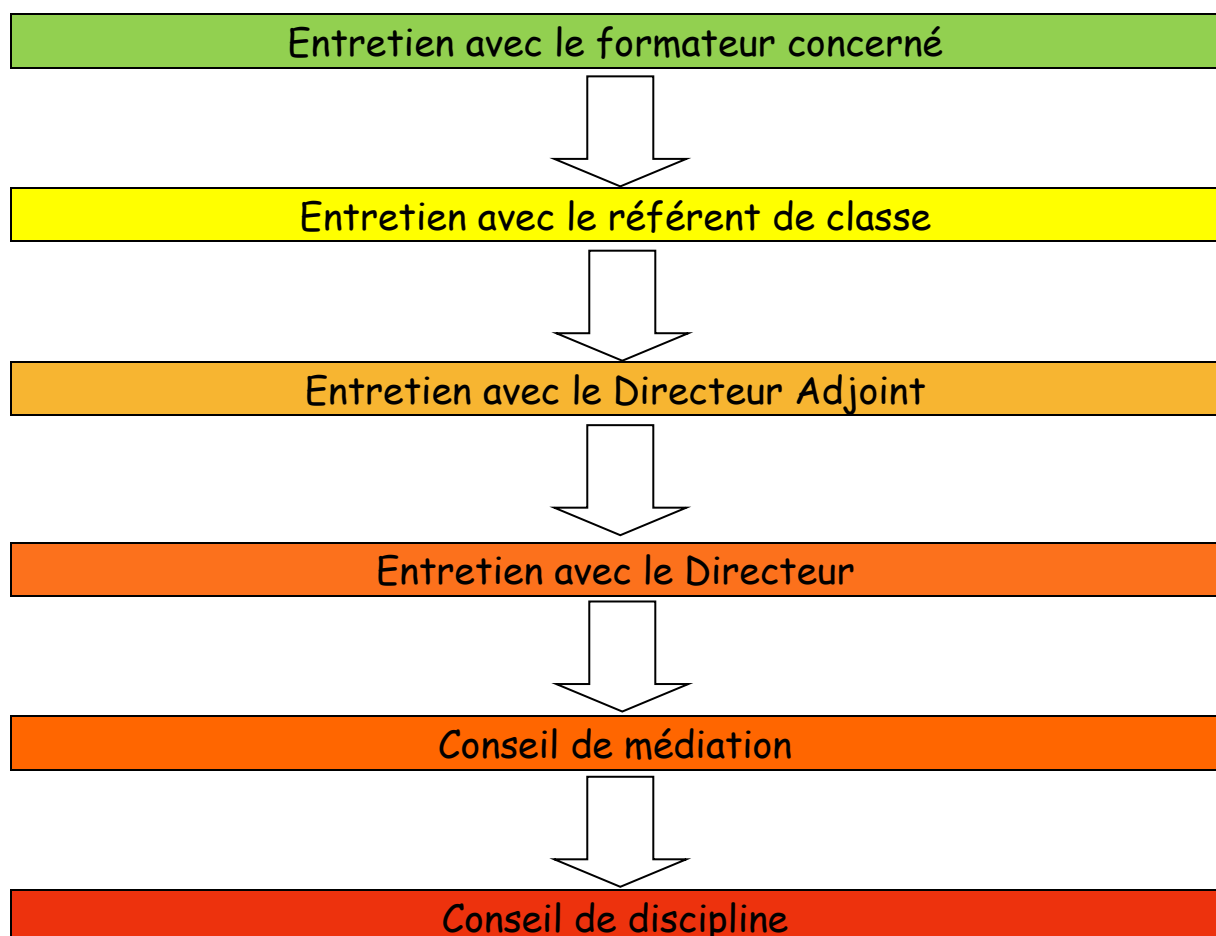 Entretien avec le formateur concerné
Entretien avec le référent de classe
Entretien avec le Directeur Adjoint
Entretien avec le Directeur
Conseil de médiation
Conseil de discipline